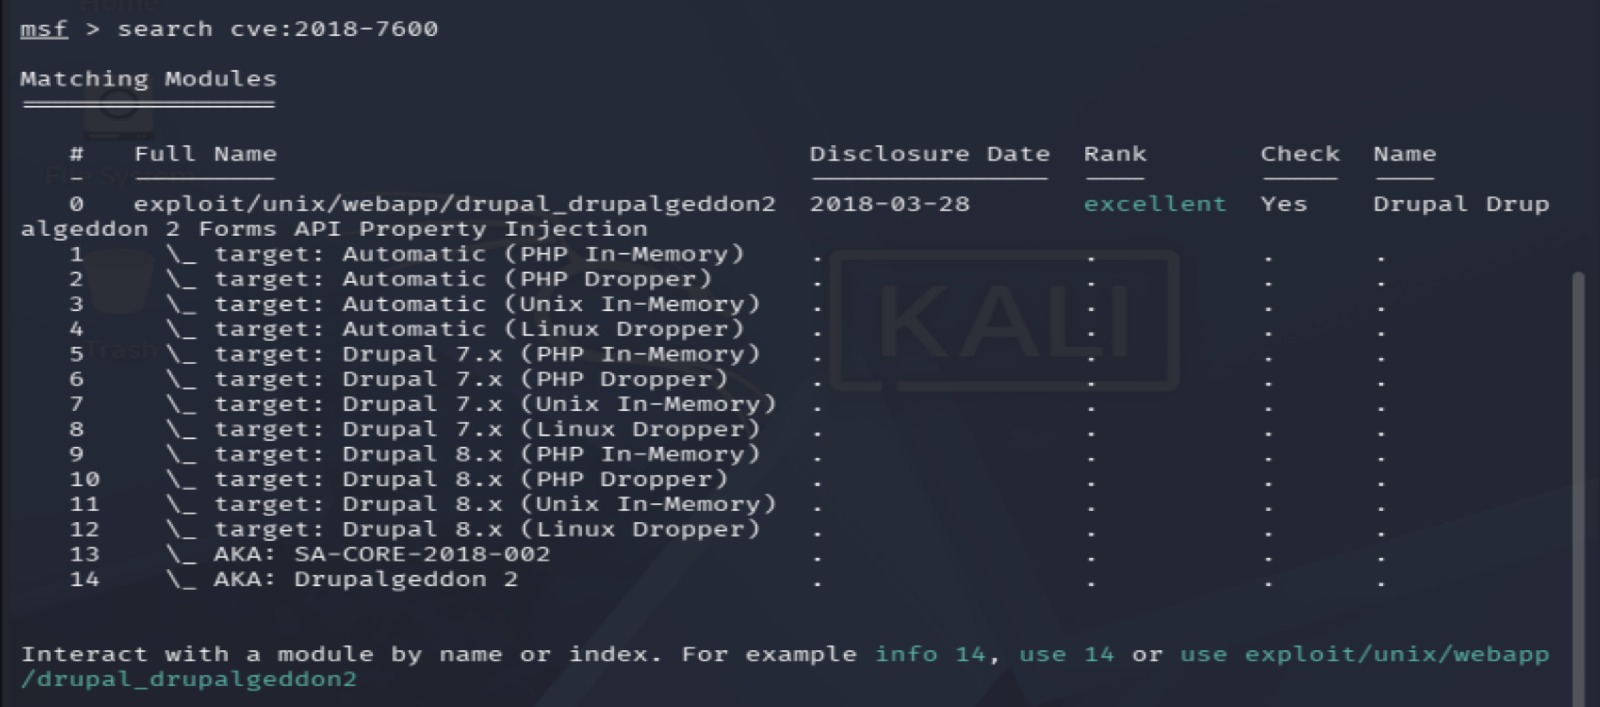 Home
msf > search cve:2018-7600
Matching Modules
# Full Name Disclosure Date Rank Check Name
File System
0 exploit/unix/webapp/drupal_drupalgeddon2 2018-03-28 excellent Yes Drupal Drup
algeddon 2 Forms API Property Injection
1 \_ target: Automatic (PHP In-Memory) . . . .
2 \_ target: Automatic (PHP Dropper) . . . .
3 \_ target: Automatic (Unix In-Memory) . . . .
4 \_ target: Automatic (Linux Dropper) . . . .
KALI
Trash
5 \_ target: Drupal 7.x (PHP In-Memory) . . . .
6 \_ target: Drupal 7.x (PHP Dropper) . . . .
7 \_ target: Drupal 7.x (Unix In-Memory) . . . .
8 \_ target: Drupal 7.x (Linux Dropper) . . . .
9 \_ target: Drupal 8.x (PHP In-Memory) . . . .
10 \_ target: Drupal 8.x (PHP Dropper) . . . .
11 \_ target: Drupal 8.x (Unix In-Memory) . . . .
12 \_ target: Drupal 8.x (Linux Dropper) . . . .
13 \_ AKA: SA-CORE-2018-002 . . . .
14 \_ AKA: Drupalgeddon 2 . . . .
Interact with a module by name or index. For example info 14, use 14 or use exploit/unix/webapp
/drupal_drupalgeddon2